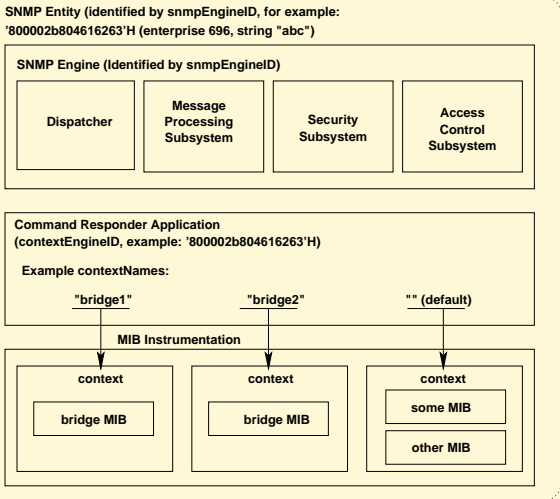 SNMP Entity (identified by snmpEngineID, for example:
'800002b804616263'H (enterprise 696, string "abc")
SNMP Engine (Identified by snmpEngineID)
Dispatcher
Message
Processing
Subsystem
Security
Subsystem
Access
Control
Subsystem
Command Responder Application
(contextEngineID, example: '800002b804616263'H)
Example contextNames:
"bridge1"
"bridge2"
"" (default)
MIB Instrumentation
context
context
context
bridge MIB
bridge MIB
some MIB
other MIB